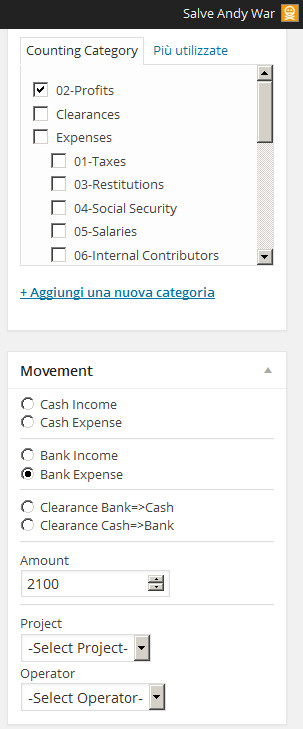 Salve Andy War
Counting Category
Più utilizzate
02-Profits
Clearances
Expenses
01-Taxes
03-Restitutions
04-Social Security
05-Salaries
06-Internal Contributors
+ Aggiungi una nuova categoria
Movement
Cash Income
Cash Expense
Bank Income
Bank Expense
Clearance Bank=>Cash
Clearance Cash=>Bank
Amount
2100
Project
-Select Project-
Operator
-Select Operator-